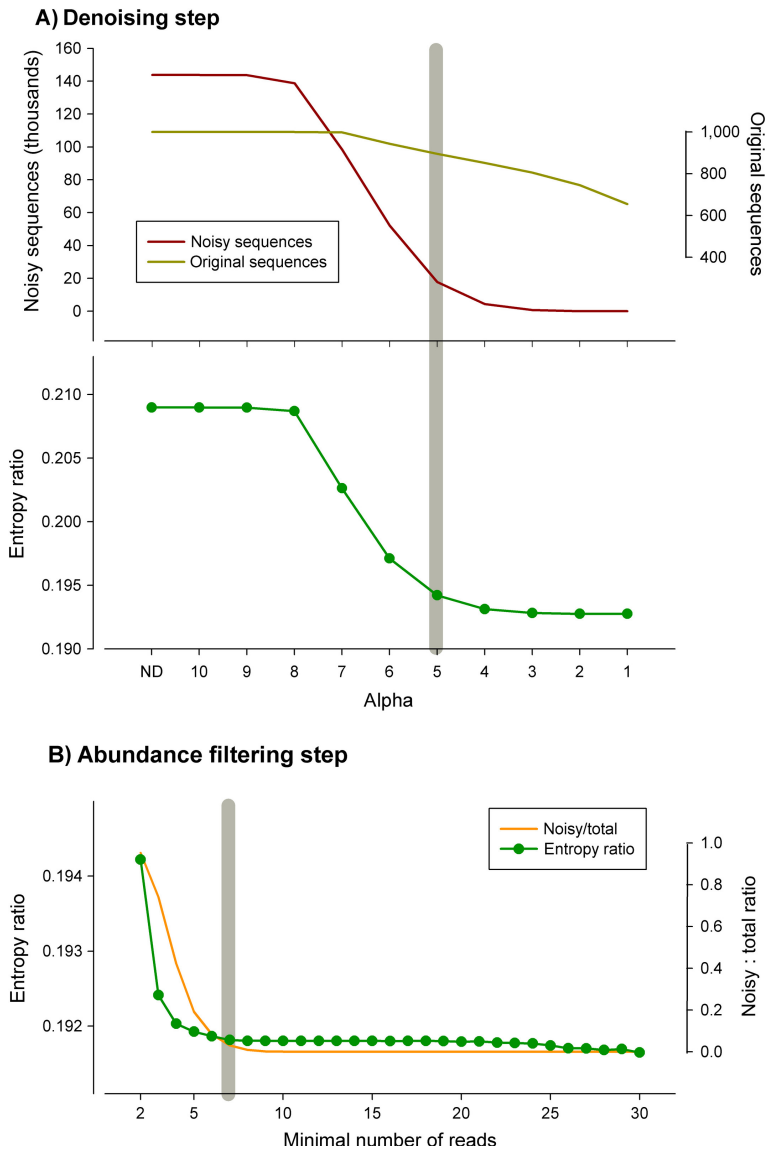 A) Denoising step
Noisy sequences (thousands)
160
140
120
100
80
60
40
20
0
Noisy sequences
Original sequences
1,000
800
600
400
Original sequences
Entropy ratio
0.210
0.205
0.200
0.195
0.190
ND 10 9 8 7 6 5 4 3 2 1
Alpha
B) Abundance filtering step
Entropy ratio
0.194
0.193
0.192
Noisy/total
Entropy ratio
1.0
0.8
0.6
0.4
0.2
0.0
Noisy : total ratio
2 5 10 15 20 25 30
Minimal number of reads